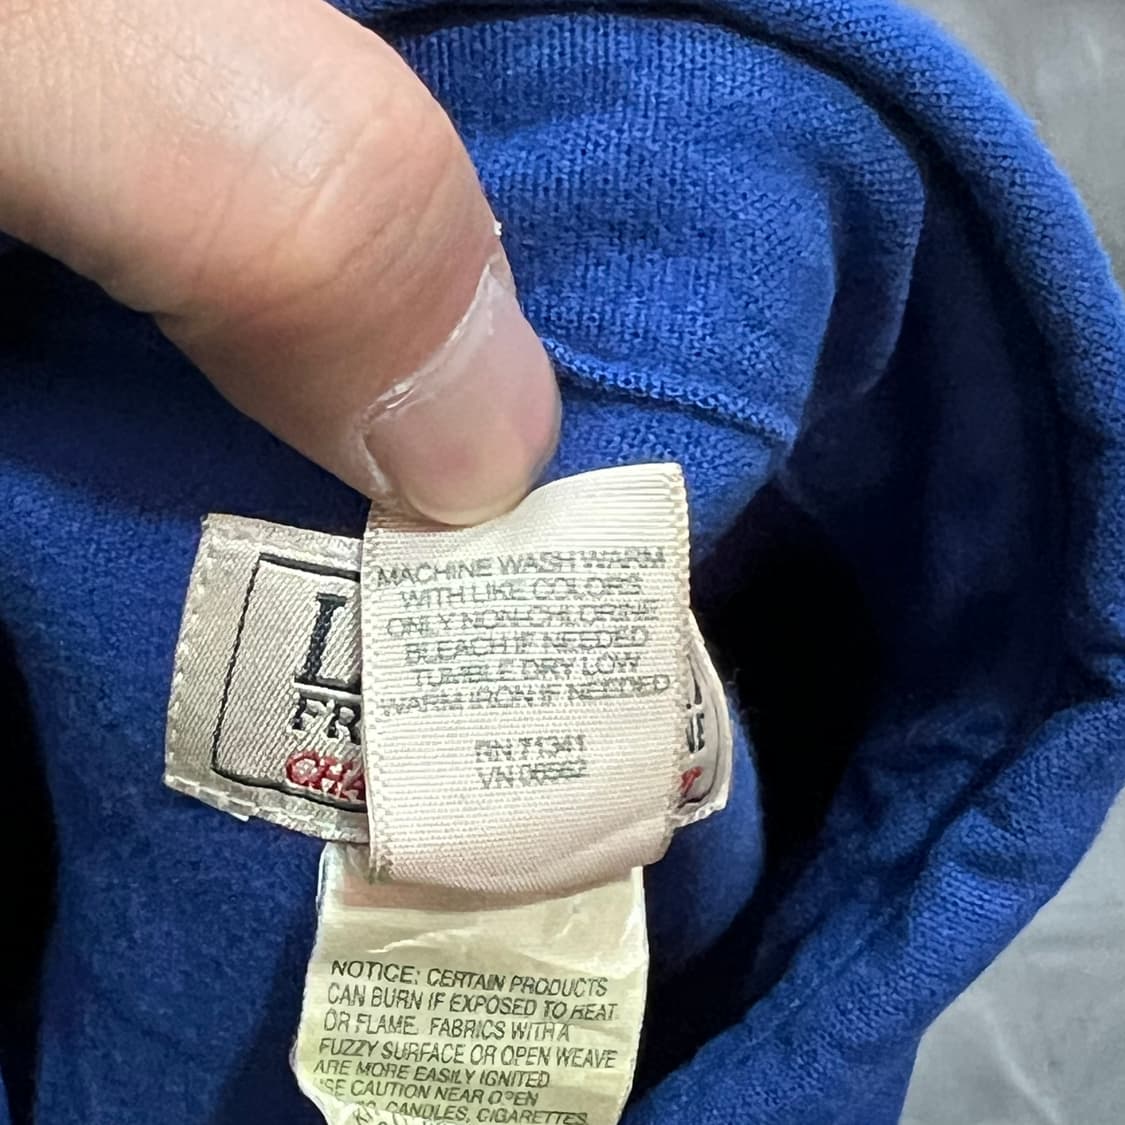 MACHINE WASH WARM
WITH LIKE COLORS
ONLY NON-CHLORINE
BLEACH IF NEEDED
TUMBLE DRY LOW
WARM IRON IF NEEDED
RN 71341
FR
NOTICE: CERTAIN PRODUCTS
CAN BURN IF EXPOSED TO HEAT
OR FLAME. FABRICS WITH A
FUZZY SURFACE OR OPEN WEAVE
ARE MORE EASILY IGNITED
USE CAUTION NEAR OPEN
CANDLES, CIGARETTES